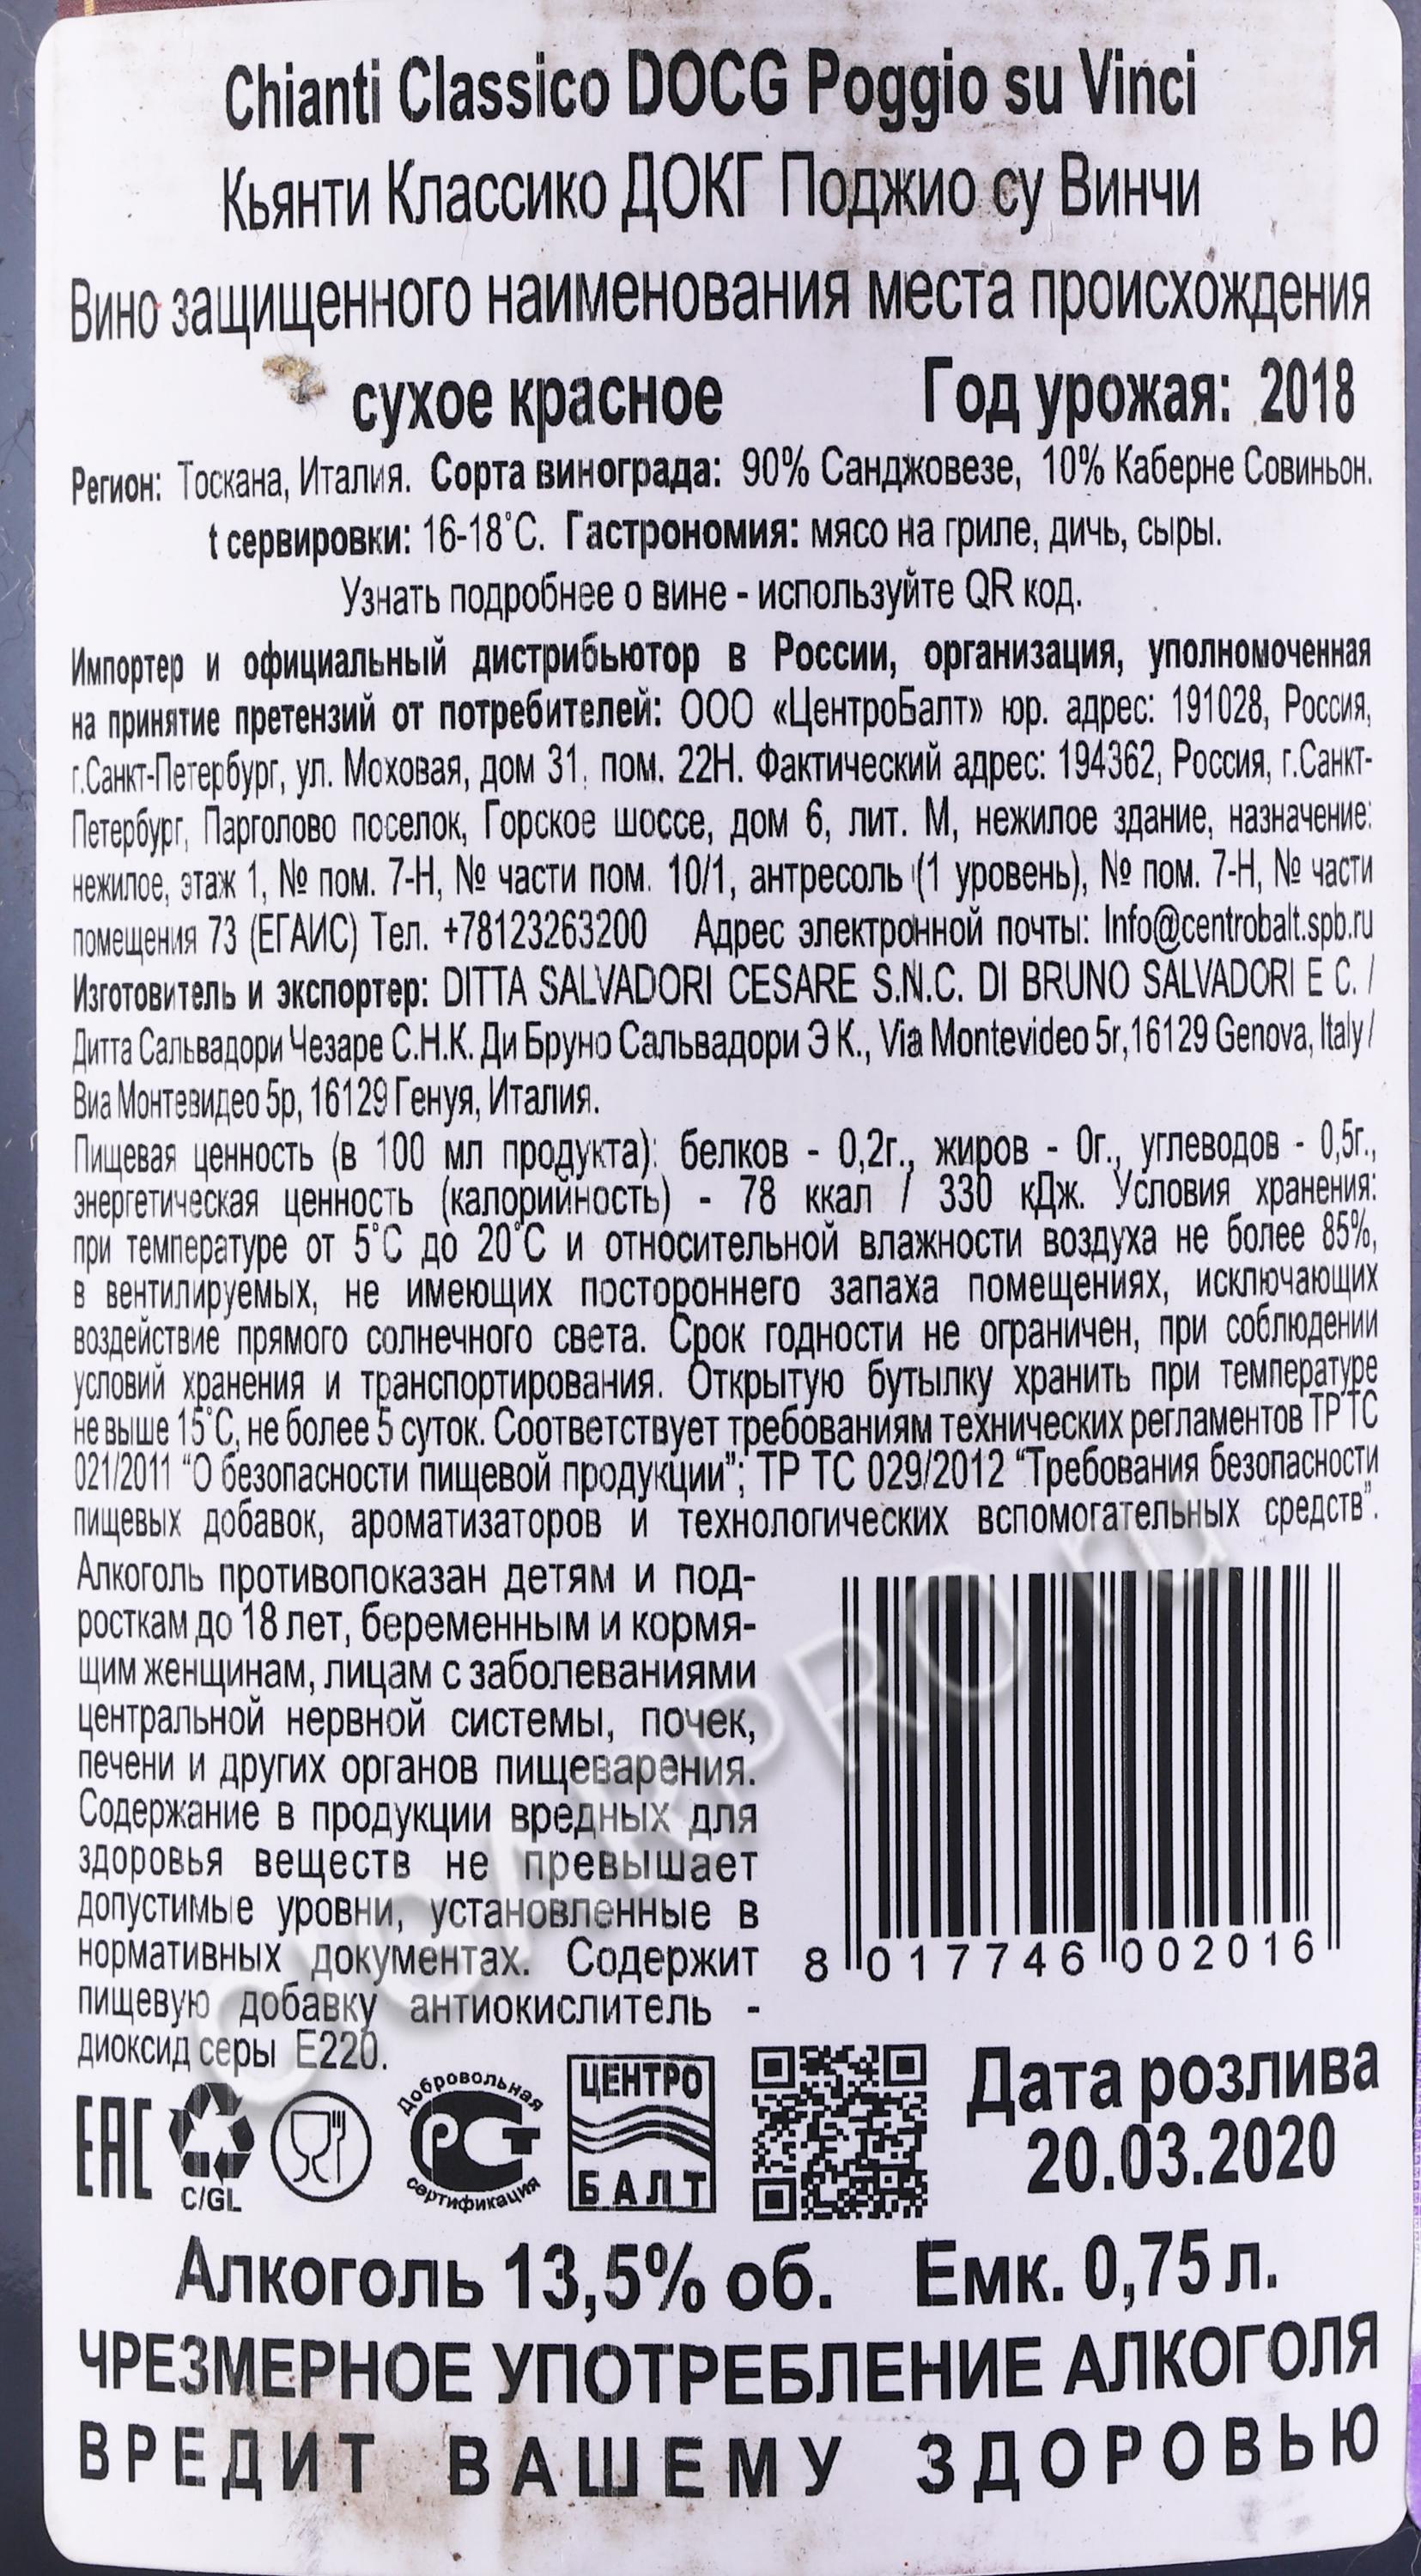 Chianti Classico DOCG Poggio su Vinci
Кьянти Классико ДОКГ Поджио су Винчи
Вино защищенного наименования места происхождения
сухое красное Год урожая: 2018
Регион: Тоскана, Италия. Сорта винограда: 90% Санджовезе, 10% Каберне Совиньон.
t сервировки: 16-18°С. Гастрономия: мясо на гриле, дичь, сыры.
Узнать подробнее о вине - используйте QR код.
Импортер и официальный дистрибьютор в России, организация, уполномоченная
на принятие претензий от потребителей: ООО «ЦентроБалт» юр. адрес: 191028, Россия,
г.Санкт-Петербург, ул. Моховая, дом 31, пом. 22Н. Фактический адрес: 194362, Россия, г.Санкт-
Петербург, Парголово поселок, Горское шоссе, дом 6, лит. М, нежилое здание, назначение:
нежилое, этаж 1, № пом. 7-Н, № части пом. 10/1, антресоль (1 уровень), № пом. 7-Н, № части
помещения 73 (ЕГАИС) Тел. +78123263200 Адрес электронной почты: Info@centrobalt.spb.ru
Изготовитель и экспортер: DITTA SALVADORI CESARE S.N.C. DI BRUNO SALVADORI E C. /
Дитта Сальвадори Чезаре С.Н.К. Ди Бруно Сальвадори Э К., Via Montevideo 5r, 16129 Genova, Italy /
Виа Монтевидео 5р, 16129 Генуя, Италия.
Пищевая ценность (в 100 мл продукта): белков - 0,2г., жиров - 0г., углеводов - 0,5г.,
энергетическая ценность (калорийность) - 78 ккал / 330 кДж. Условия хранения:
при температуре от 5°С до 20°С и относительной влажности воздуха не более 85%,
в вентилируемых, не имеющих постороннего запаха помещениях, исключающих
воздействие прямого солнечного света. Срок годности не ограничен, при соблюдении
условий хранения и транспортирования. Открытую бутылку хранить при температуре
не выше 15°С, не более 5 суток. Соответствует требованиям технических регламентов ТР ТС
021/2011 “О безопасности пищевой продукции”; ТР ТС 029/2012 “Требования безопасности
пищевых добавок, ароматизаторов и технологических вспомогательных средств”.
Алкоголь противопоказан детям и под-
росткам до 18 лет, беременным и кормя-
щим женщинам, лицам с заболеваниями
центральной нервной системы, почек,
печени и других органов пищеварения.
Содержание в продукции вредных для
здоровья веществ не превышает
допустимые уровни, установленные в
нормативных документах. Содержит
пищевую добавку антиокислитель -
диоксид серы Е220.
8 017746 002016
CIGARPRO.ru
ЕАС
C/GL
Добровольная
РСТ
сертификация
ЦЕНТРО
БАЛТ
Дата розлива
20.03.2020
Алкоголь 13,5% об. Емк. 0,75 л.
ЧРЕЗМЕРНОЕ УПОТРЕБЛЕНИЕ АЛКОГОЛЯ
ВРЕДИТ ВАШЕМУ ЗДОРОВЬЮ